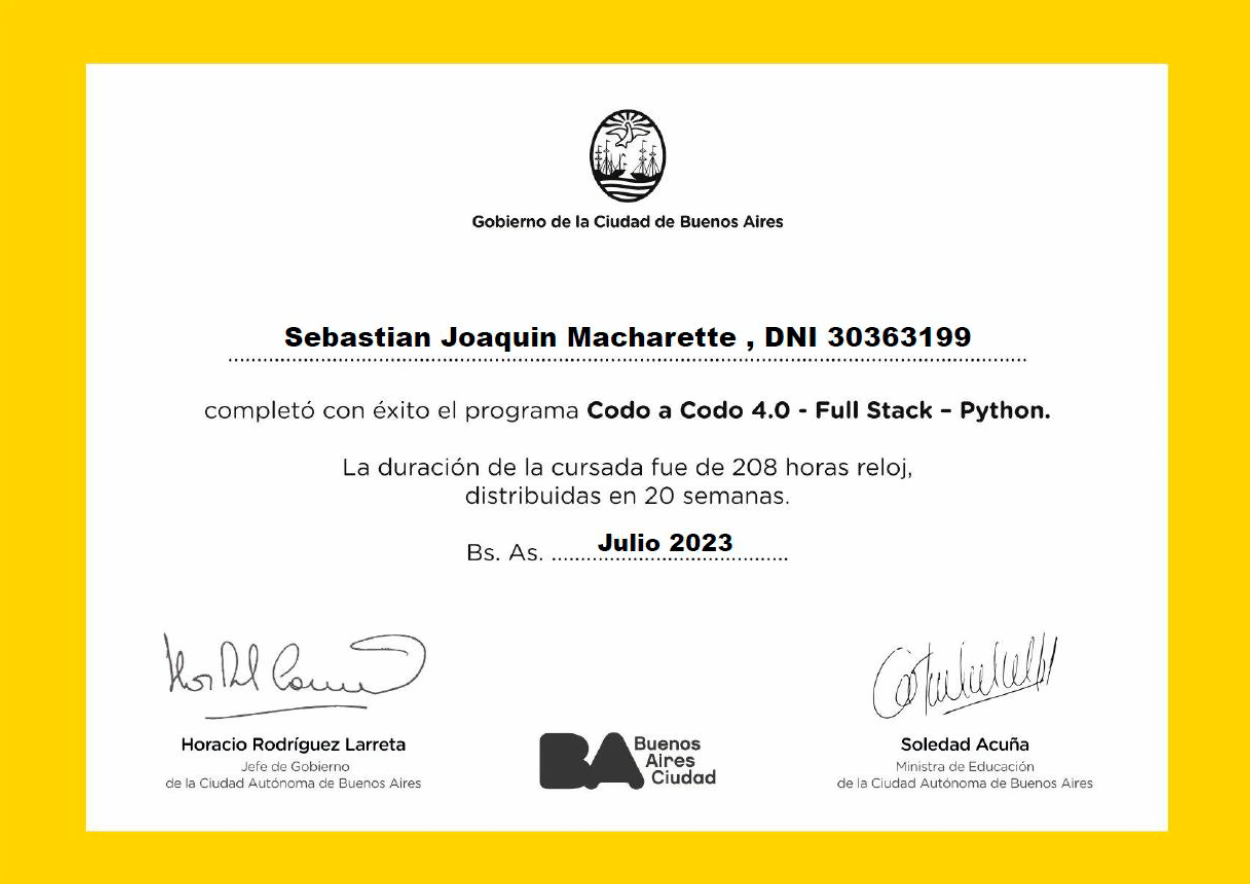 Gobierno de la Ciudad de Buenos Aires
Sebastian Joaquin Macharette , DNI 30363199
completó con éxito el programa Codo a Codo 4.0 - Full Stack – Python.
La duración de la cursada fue de 208 horas reloj,
distribuidas en 20 semanas.
Bs. As. Julio 2023
Horacio Rodríguez Larreta
Jefe de Gobierno
de la Ciudad Autónoma de Buenos Aires
BA Buenos
Aires
Ciudad
Soledad Acuña
Ministra de Educación
de la Ciudad Autónoma de Buenos Aires